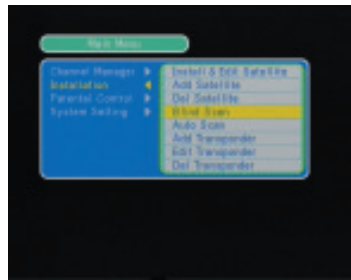 Main Menu
Channel Manager
Installation
Parental Control
System Setting
Install & Edit Satellite
Add Satellite
Del Satellite
Blind Scan
Auto Scan
Add Transponder
Edit Transponder
Del Transponder